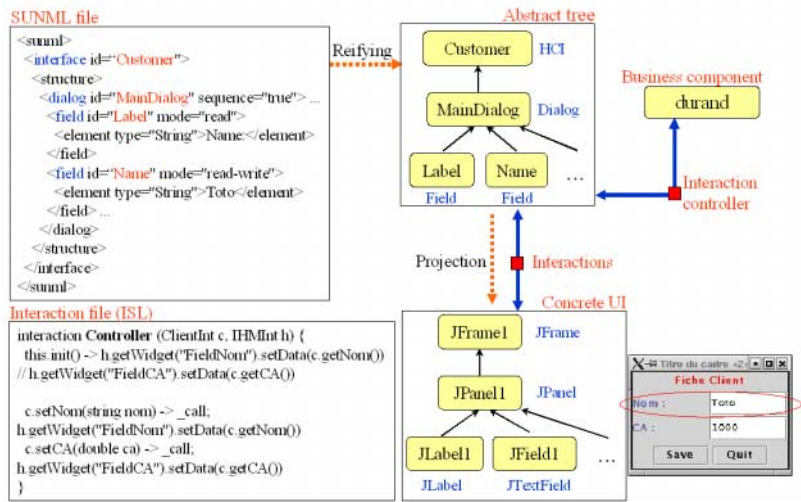 SUNML file
<sunml>
<interface id="Customer">
<structure>
<dialog id="MainDialog" sequence="true"> ...
<field id="Label" mode="read">
<element type="String">Name:</element>
</field>
<field id="Name" mode="read-write">
<element type="String">Toto</element>
</field> ...
</dialog>
</structure>
</interface>
</sunml>
Reifying
Abstract tree
Customer HCI
MainDialog Dialog
Label Name ...
Field Field
Business component
durand
Interaction controller
Projection
Interactions
Interaction file (ISL)
interaction Controller (ClientInt c, IHMInt h) {
this.init() -> h.getWidget("FieldNom").setData(c.getNom())
// h.getWidget("FieldCA").setData(c.getCA())
c.setNom(string nom) -> _call;
h.getWidget("FieldNom").setData(c.getNom())
c.setCA(double ca) -> _call;
h.getWidget("FieldCA").setData(c.getCA())
}
Concrete UI
JFrame1 JFrame
JPanel1 JPanel
JLabel1 JField1 ...
JLabel JTextField
Titre du cadre <2>
Fiche Client
Nom : Toto
CA : 1000
Save Quit